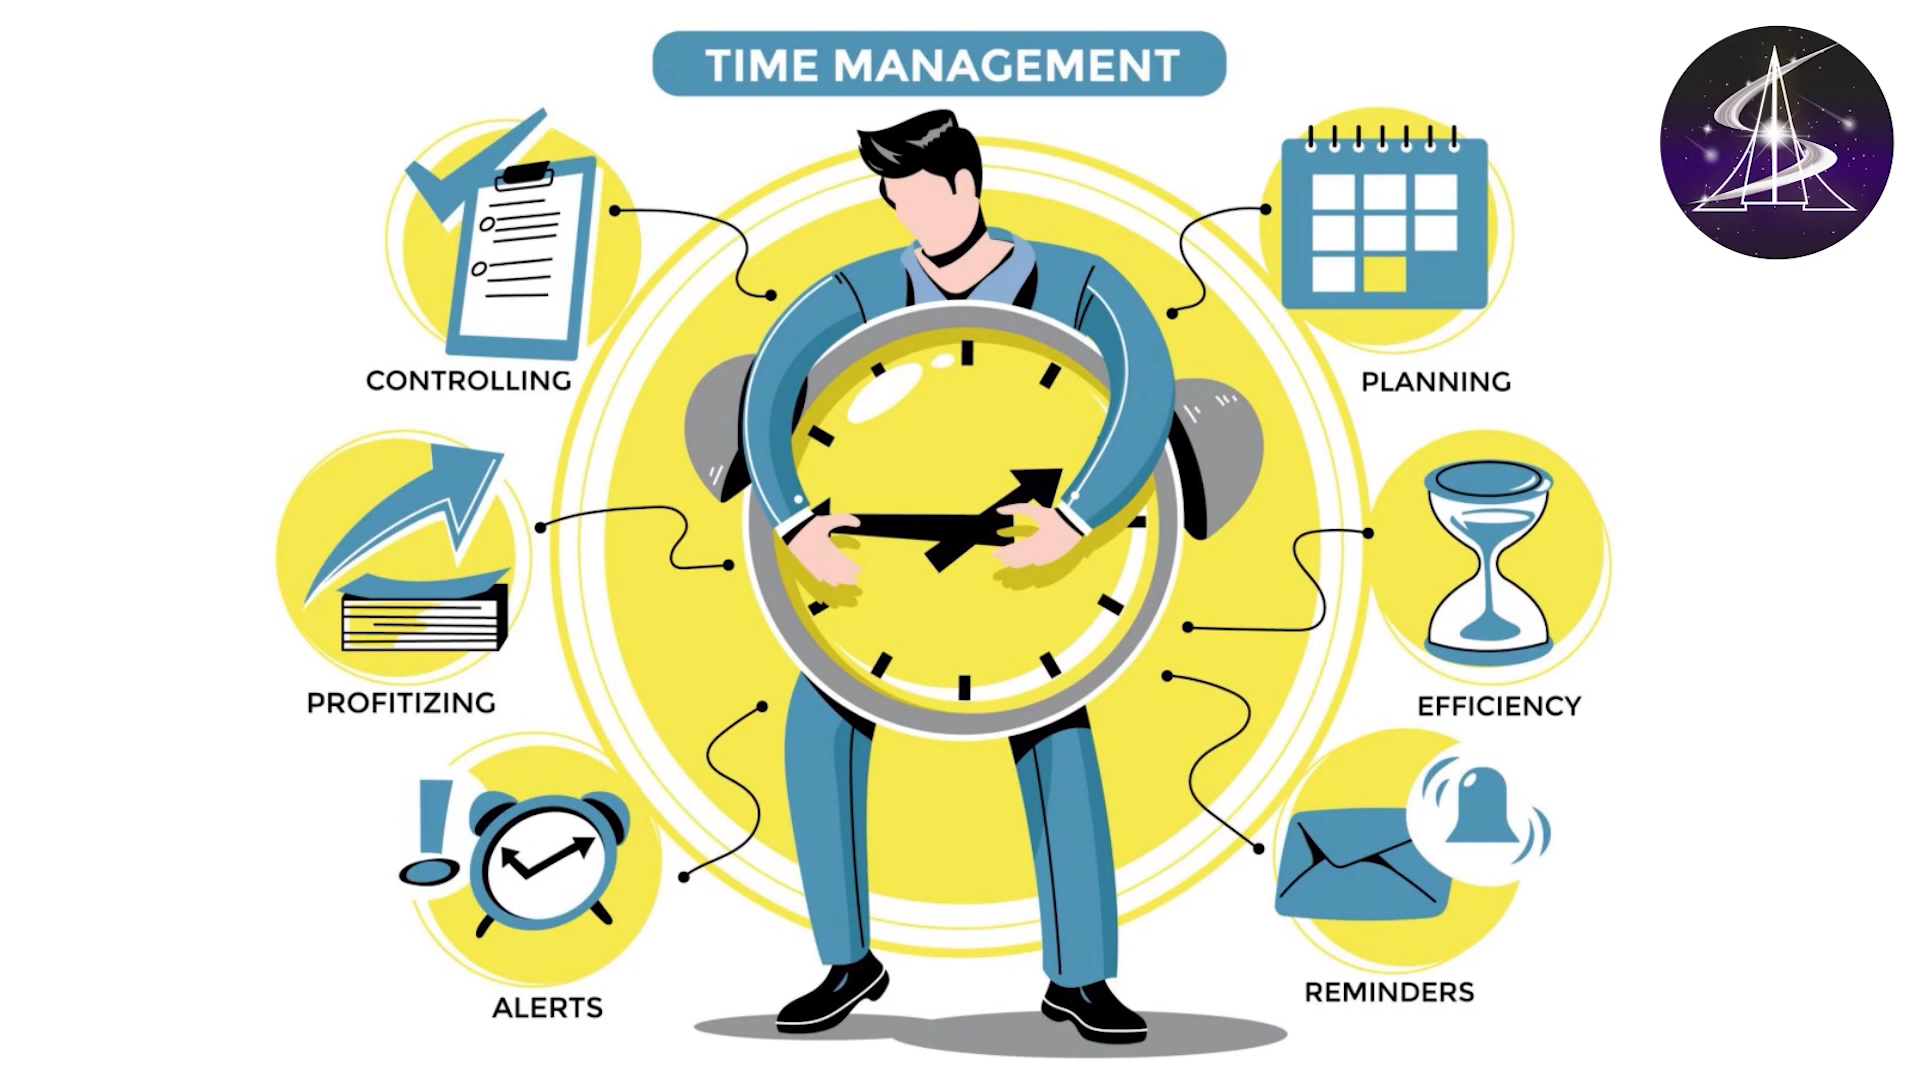 TIME MANAGEMENT
CONTROLLING
PLANNING
PROFITIZING
EFFICIENCY
ALERTS
REMINDERS